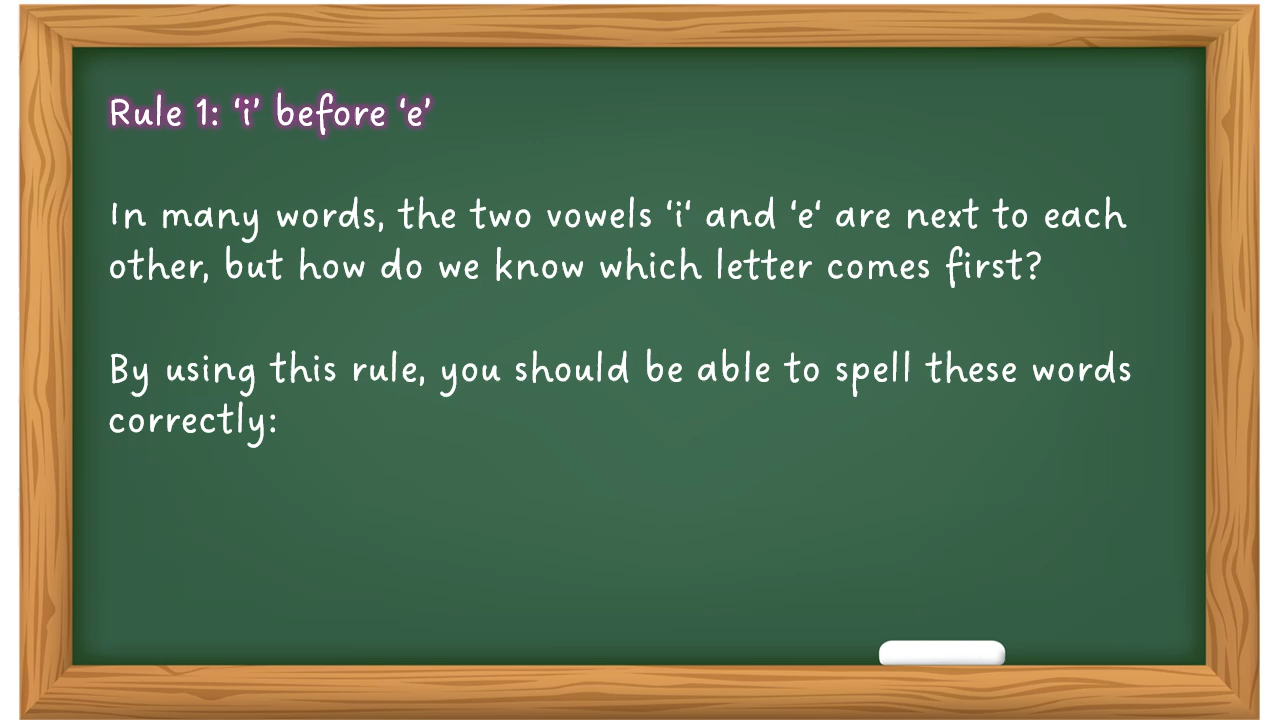 Rule 1: ‘i’ before ‘e’
In many words, the two vowels ‘i‘ and ‘e‘ are next to each
other, but how do we know which letter comes first?
By using this rule, you should be able to spell these words
correctly: